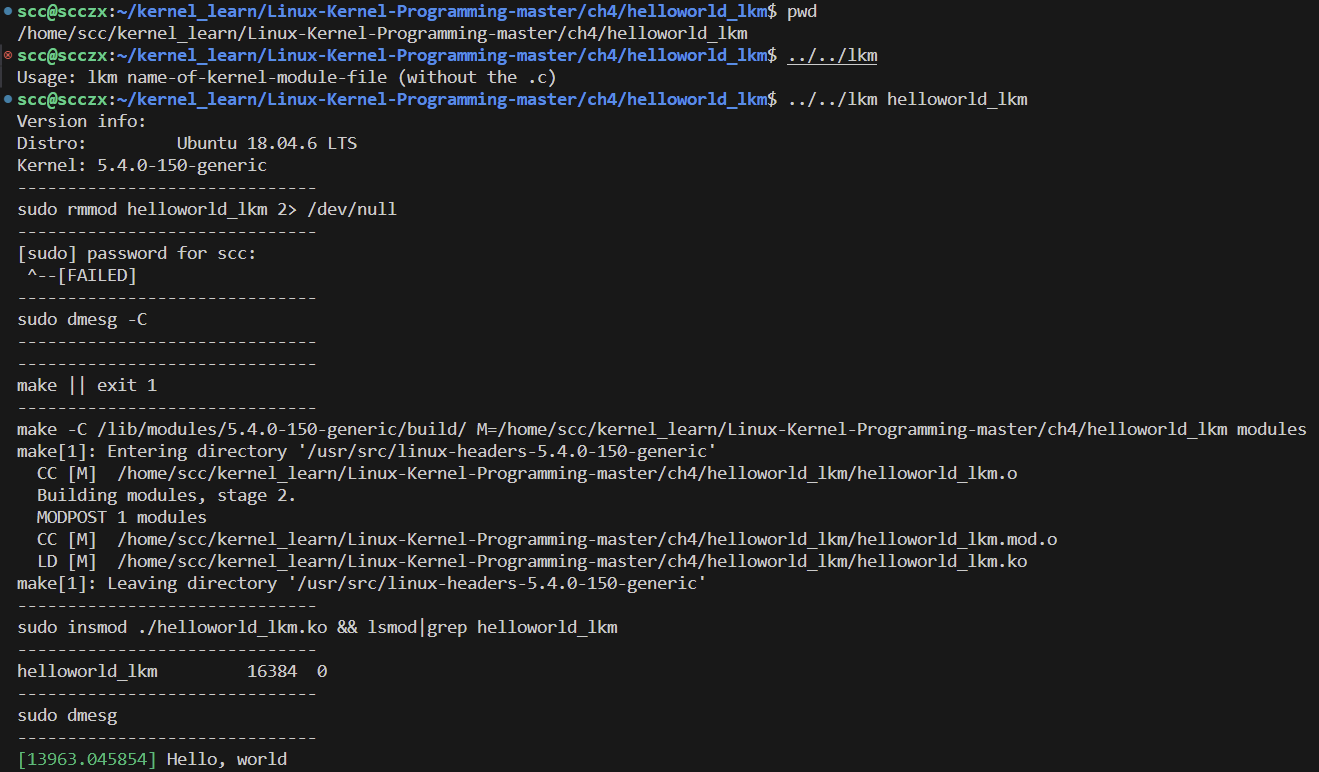 scc@scczx:~/kernel_learn/Linux-Kernel-Programming-master/ch4/helloworld_lkm$ pwd
/home/scc/kernel_learn/Linux-Kernel-Programming-master/ch4/helloworld_lkm
scc@scczx:~/kernel_learn/Linux-Kernel-Programming-master/ch4/helloworld_lkm$ ../../lkm
Usage: lkm name-of-kernel-module-file (without the .c)
scc@scczx:~/kernel_learn/Linux-Kernel-Programming-master/ch4/helloworld_lkm$ ../../lkm helloworld_lkm
Version info:
Distro:         Ubuntu 18.04.6 LTS
Kernel: 5.4.0-150-generic
------------------------------
sudo rmmod helloworld_lkm 2> /dev/null
------------------------------
[sudo] password for scc:
 ^--[FAILED]
------------------------------
sudo dmesg -C
------------------------------
------------------------------
make || exit 1
------------------------------
make -C /lib/modules/5.4.0-150-generic/build/ M=/home/scc/kernel_learn/Linux-Kernel-Programming-master/ch4/helloworld_lkm modules
make[1]: Entering directory '/usr/src/linux-headers-5.4.0-150-generic'
  CC [M]  /home/scc/kernel_learn/Linux-Kernel-Programming-master/ch4/helloworld_lkm/helloworld_lkm.o
  Building modules, stage 2.
  MODPOST 1 modules
  CC [M]  /home/scc/kernel_learn/Linux-Kernel-Programming-master/ch4/helloworld_lkm/helloworld_lkm.mod.o
  LD [M]  /home/scc/kernel_learn/Linux-Kernel-Programming-master/ch4/helloworld_lkm/helloworld_lkm.ko
make[1]: Leaving directory '/usr/src/linux-headers-5.4.0-150-generic'
------------------------------
sudo insmod ./helloworld_lkm.ko && lsmod|grep helloworld_lkm
------------------------------
helloworld_lkm         16384  0
------------------------------
sudo dmesg
------------------------------
[13963.045854] Hello, world